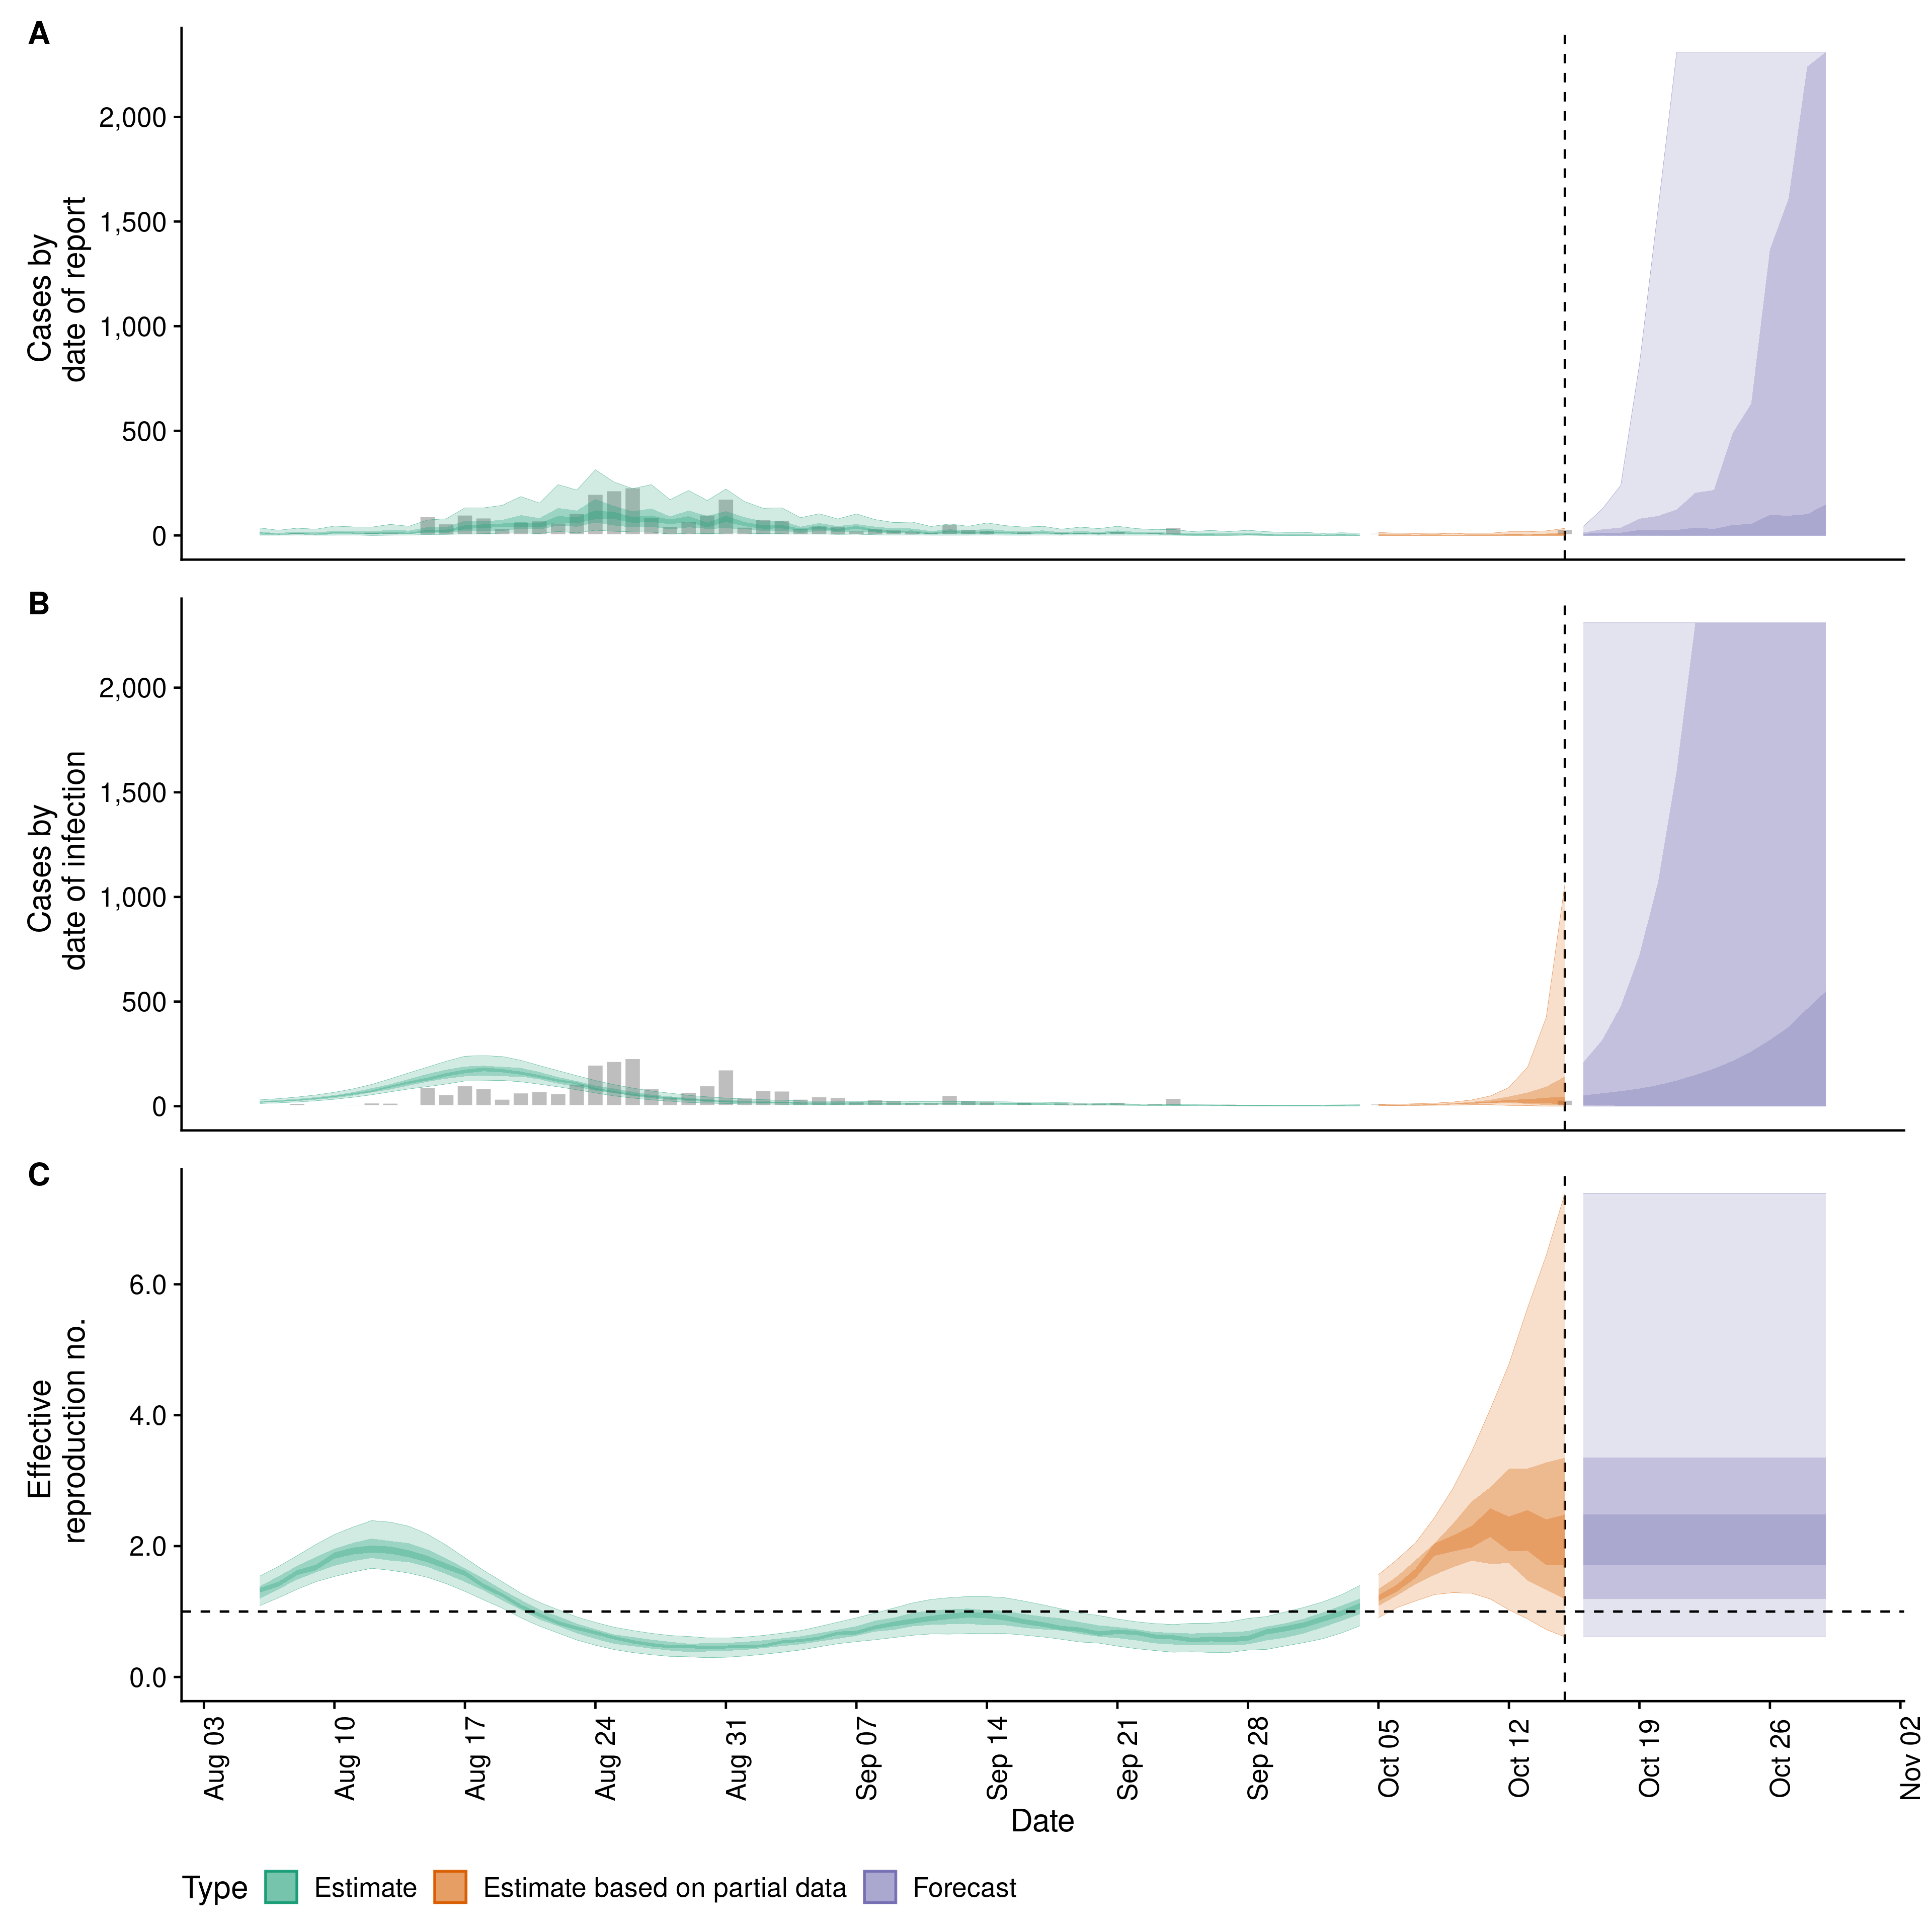 A
Cases by
date of report
2,000
1,500
1,000
500
0
B
Cases by
date of infection
2,000
1,500
1,000
500
0
C
Effective
reproduction no.
6.0
4.0
2.0
0.0
Aug 03
Aug 10
Aug 17
Aug 24
Aug 31
Sep 07
Sep 14
Sep 21
Sep 28
Oct 05
Oct 12
Oct 19
Oct 26
Nov 02
Date
Type Estimate Estimate based on partial data Forecast